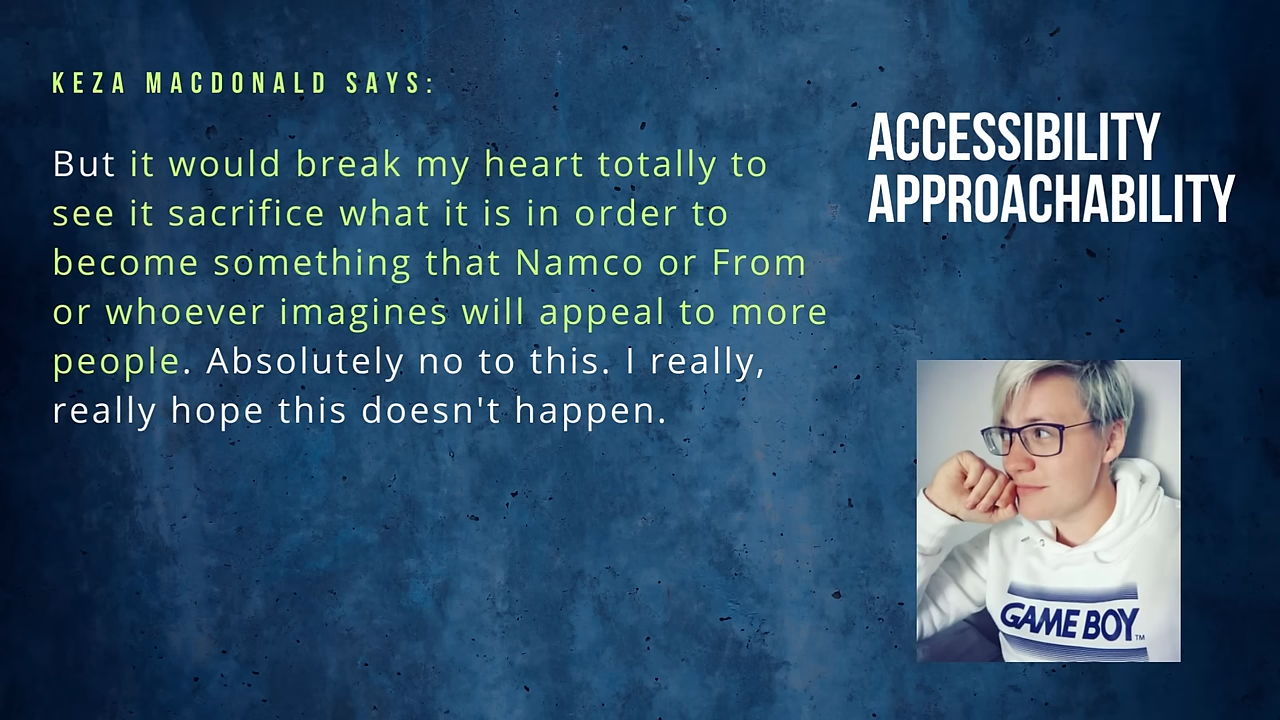 KEZA MACDONALD SAYS:
But it would break my heart totally to
see it sacrifice what it is in order to
become something that Namco or From
or whoever imagines will appeal to more
people. Absolutely no to this. I really,
really hope this doesn't happen.
ACCESSIBILITY
APPROACHABILITY
GAME BOY™